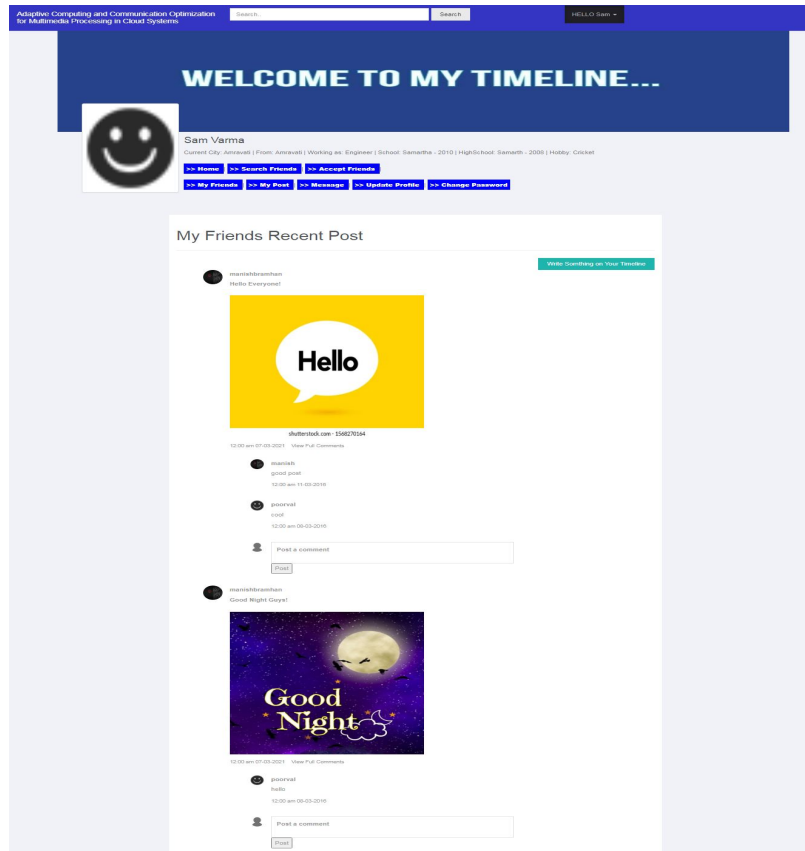 Adaptive Computing and Communication Optimization
for Multimedia Processing in Cloud Systems
Search..
Search
HELLO Sam
WELCOME TO MY TIMELINE...
Sam Varma
Current City: Amravati | From: Amravati | Working as: Engineer | School: Samartha - 2010 | HighSchool: Samarth - 2008 | Hobby: Cricket
>> Home >> Search Friends >> Accept Friends
>> My Friends >> My Post >> Message >> Update Profile >> Change Password
My Friends Recent Post
Write Somthing on Your Timeline
manishbramhan
Hello Everyone!
Hello
shutterstock.com • 1568270164
12:00 am 07-03-2021 View Full Comments
manish
good post
12:00 am 11-03-2016
poorval
cool
12:00 am 09-03-2016
Post a comment
Post
manishbramhan
Good Night Guys!
Good
Night
12:00 am 07-03-2021 View Full Comments
poorval
hello
12:00 am 09-03-2016
Post a comment
Post